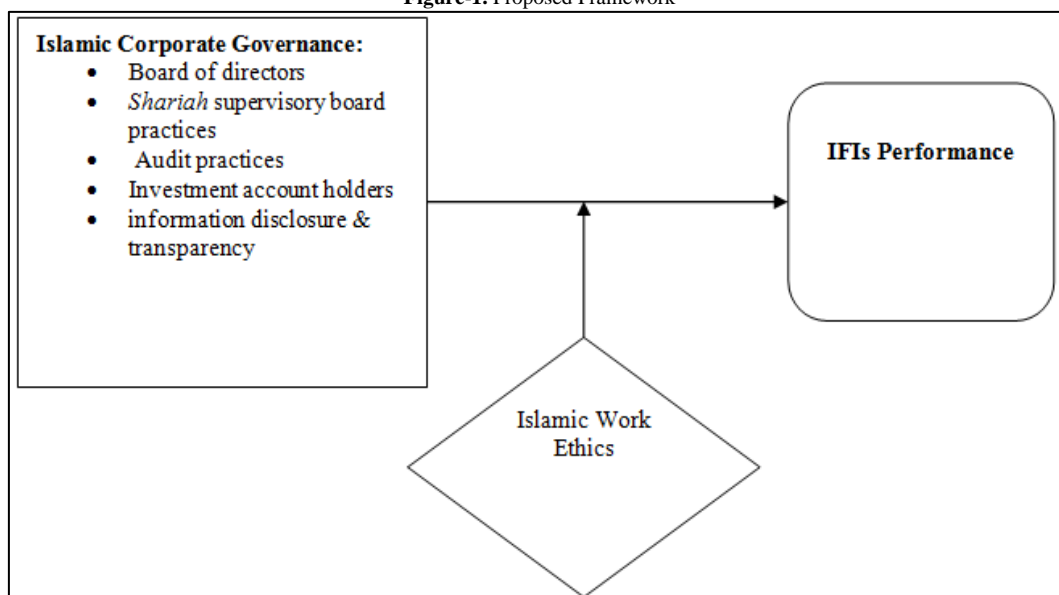 Figure-1. Proposed Framework
Islamic Corporate Governance:
• Board of directors
• Shariah supervisory board
practices
• Audit practices
• Investment account holders
• information disclosure &
transparency
IFIs Performance
Islamic Work
Ethics